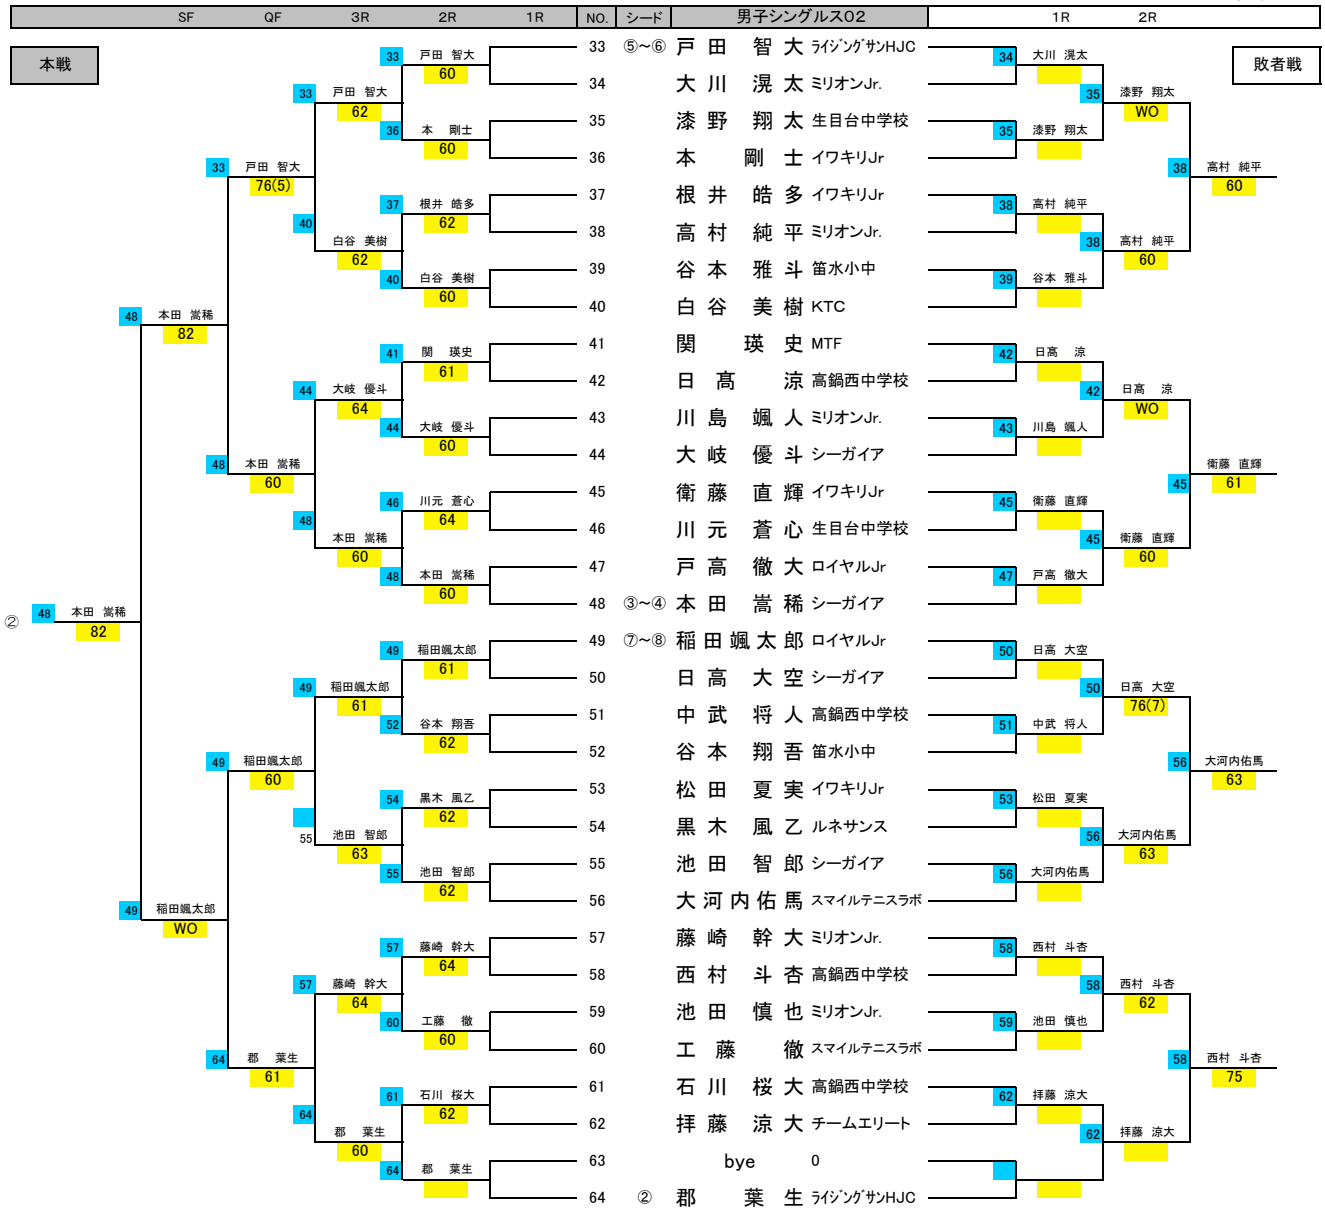 SF QF 3R 2R 1R NO. シード 男子シングルス02 1R 2R
本戦
敗者戦
33 ⑤～⑥ 戸田 智大 ライジングサンHJC
34 大川 滉太 ミリオンJr.
35 漆野 翔太 生目台中学校
36 本 剛士 イワキリJr
37 根井 皓多 イワキリJr
38 高村 純平 ミリオンJr.
39 谷本 雅斗 笛水小中
40 白谷 美樹 KTC
41 関 瑛史 MTF
42 日髙 涼 高鍋西中学校
43 川島 颯人 ミリオンJr.
44 大岐 優斗 シーガイア
45 衛藤 直輝 イワキリJr
46 川元 蒼心 生目台中学校
47 戸高 徹大 ロイヤルJr
48 ③～④ 本田 嵩稀 シーガイア
49 ⑦～⑧ 稲田颯太郎 ロイヤルJr
50 日高 大空 シーガイア
51 中武 将人 高鍋西中学校
52 谷本 翔吾 笛水小中
53 松田 夏実 イワキリJr
54 黒木 風乙 ルネサンス
55 池田 智郎 シーガイア
56 大河内佑馬 スマイルテニスラボ
57 藤崎 幹大 ミリオンJr.
58 西村 斗杏 高鍋西中学校
59 池田 慎也 ミリオンJr.
60 工藤 徹 スマイルテニスラボ
61 石川 桜大 高鍋西中学校
62 拝藤 涼大 チームエリート
63 bye 0
64 ② 郡 葉生 ライジングサンHJC
33 戸田 智大
60
36 本 剛士
60
37 根井 皓多
62
40 白谷 美樹
60
41 関 瑛史
61
44 大岐 優斗
60
46 川元 蒼心
64
48 本田 嵩稀
60
49 稲田颯太郎
61
52 谷本 翔吾
62
54 黒木 風乙
62
55 池田 智郎
62
57 藤崎 幹大
64
60 工藤 徹
60
61 石川 桜大
62
64 郡 葉生
33 戸田 智大
62
40 白谷 美樹
62
44 大岐 優斗
64
48 本田 嵩稀
60
49 稲田颯太郎
61
55 池田 智郎
63
57 藤崎 幹大
64
64 郡 葉生
60
33 戸田 智大
76(5)
48 本田 嵩稀
60
49 稲田颯太郎
60
64 郡 葉生
61
48 本田 嵩稀
82
49 稲田颯太郎
WO
② 48 本田 嵩稀
82
34 大川 滉太
35 漆野 翔太
38 高村 純平
39 谷本 雅斗
42 日髙 涼
43 川島 颯人
45 衛藤 直輝
47 戸高 徹大
50 日高 大空
51 中武 将人
53 松田 夏実
56 大河内佑馬
58 西村 斗杏
59 池田 慎也
62 拝藤 涼大
35 漆野 翔太
WO
38 高村 純平
60
42 日髙 涼
WO
45 衛藤 直輝
60
50 日高 大空
76(7)
56 大河内佑馬
63
58 西村 斗杏
62
62 拝藤 涼大
38 高村 純平
60
45 衛藤 直輝
61
56 大河内佑馬
63
58 西村 斗杏
75